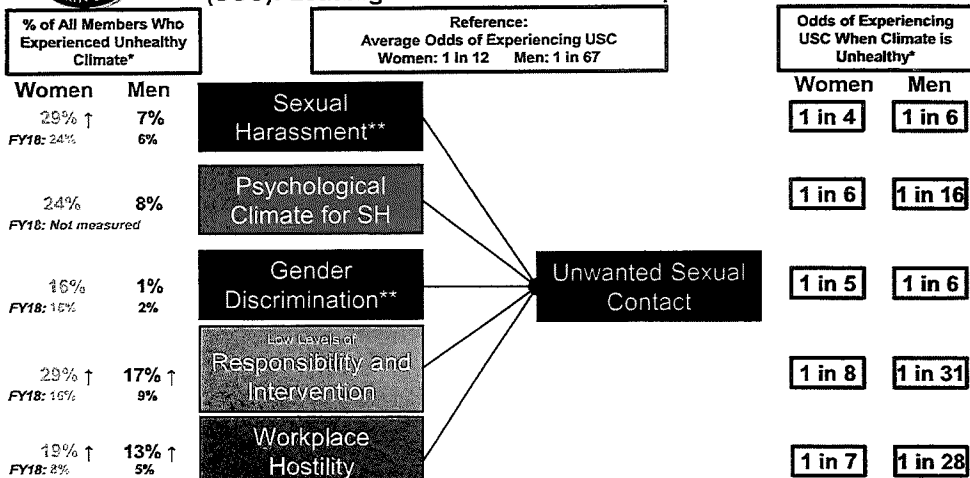 % of All Members Who
Experienced Unhealthy
Climate*
Reference:
Average Odds of Experiencing USC
Women: 1 in 12 Men: 1 in 67
Odds of Experiencing
USC When Climate is
Unhealthy*
Women Men
Women Men
29% ↑ 7%
FY18: 24% 6%
Sexual
Harassment**
1 in 4 1 in 6
24% 8%
FY18: Not measured
Psychological
Climate for SH
1 in 6 1 in 16
16% 1%
FY18: 16% 2%
Gender
Discrimination**
Unwanted Sexual
Contact
1 in 5 1 in 6
29% ↑ 17% ↑
FY18: 16% 9%
Low Levels of
Responsibility and
Intervention
1 in 8 1 in 31
19% ↑ 13% ↑
FY18: 8% 5%
Workplace
Hostility
1 in 7 1 in 28